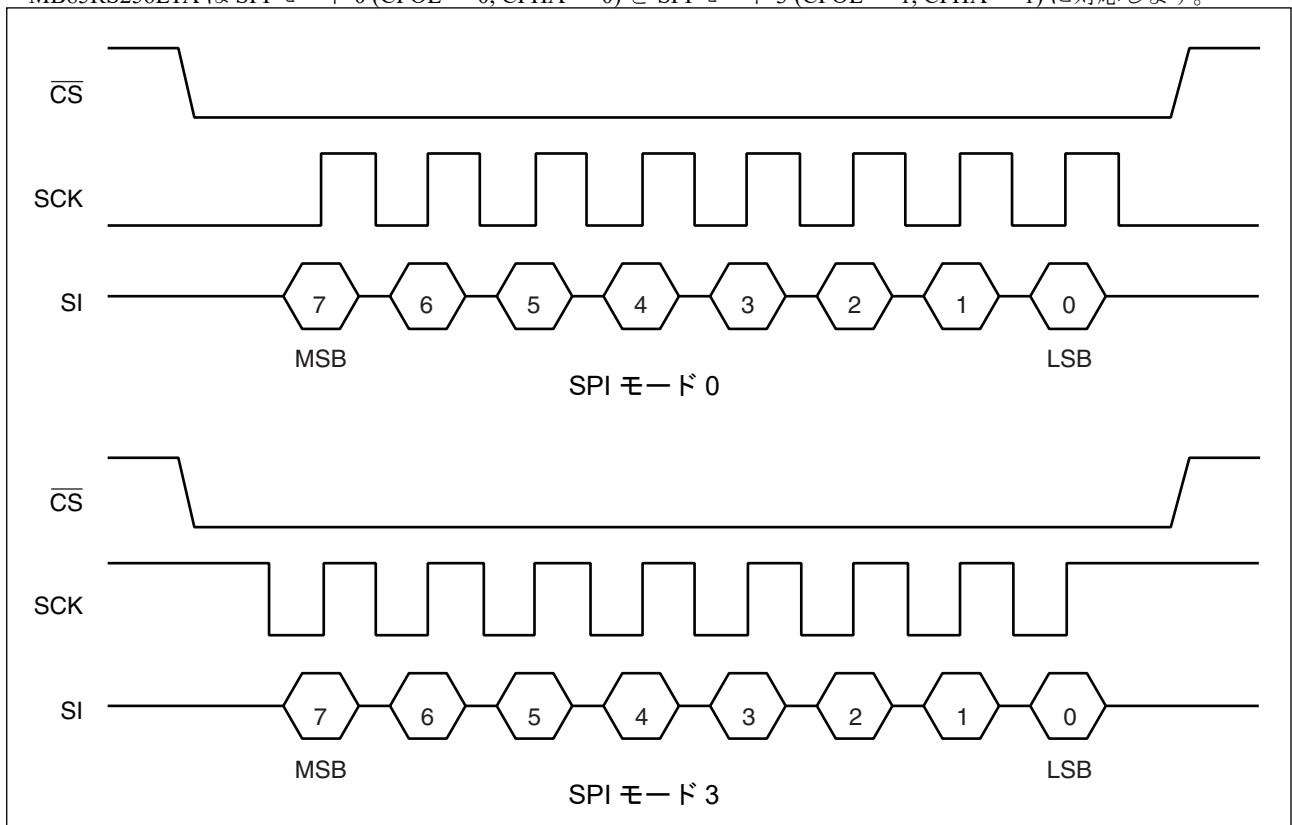 CS
SCK
SI
7 6 5 4 3 2 1 0
MSB LSB
SPI モード 0
CS
SCK
SI
7 6 5 4 3 2 1 0
MSB LSB
SPI モード 3